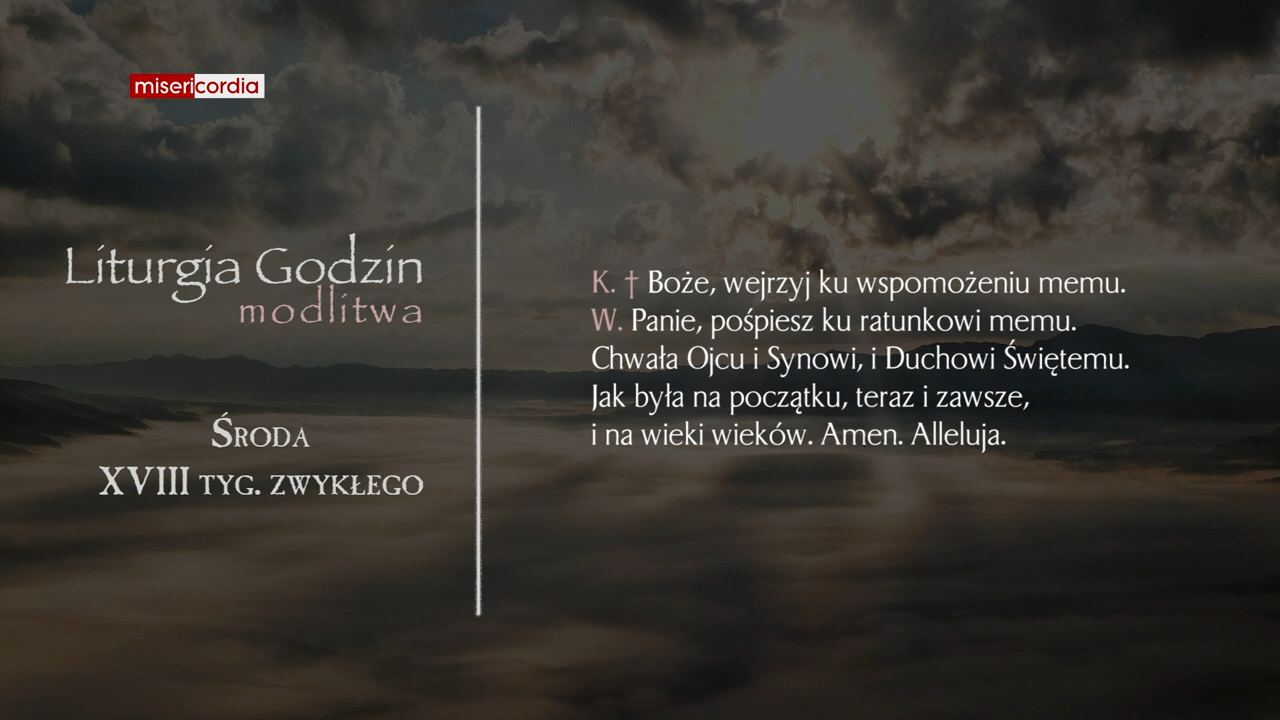 misericordia
Liturgia Godzin
modlitwa
Środa
XVIII tyg. zwykłego
K. † Boże, wejrzyj ku wspomożeniu memu.
W. Panie, pośpiesz ku ratunkowi memu.
Chwała Ojcu i Synowi, i Duchowi Świętemu.
Jak była na początku, teraz i zawsze,
i na wieki wieków. Amen. Alleluja.